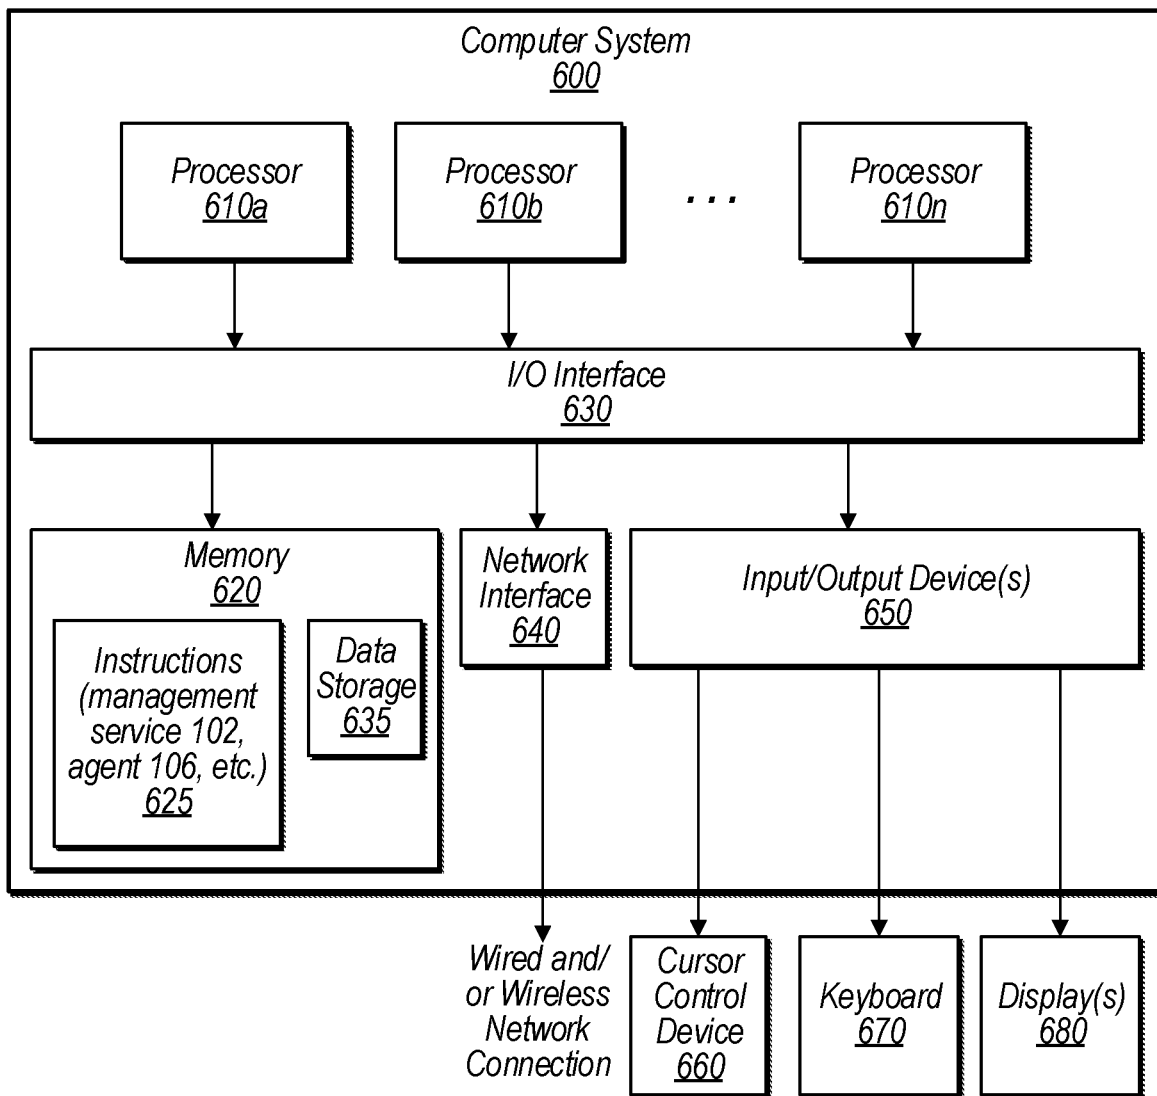 Computer System
600
Processor
610a
Processor
610b
...
Processor
610n
I/O Interface
630
Memory
620
Instructions
(management
service 102,
agent 106, etc.)
625
Data
Storage
635
Network
Interface
640
Input/Output Device(s)
650
Wired and/
or Wireless
Network
Connection
Cursor
Control
Device
660
Keyboard
670
Display(s)
680